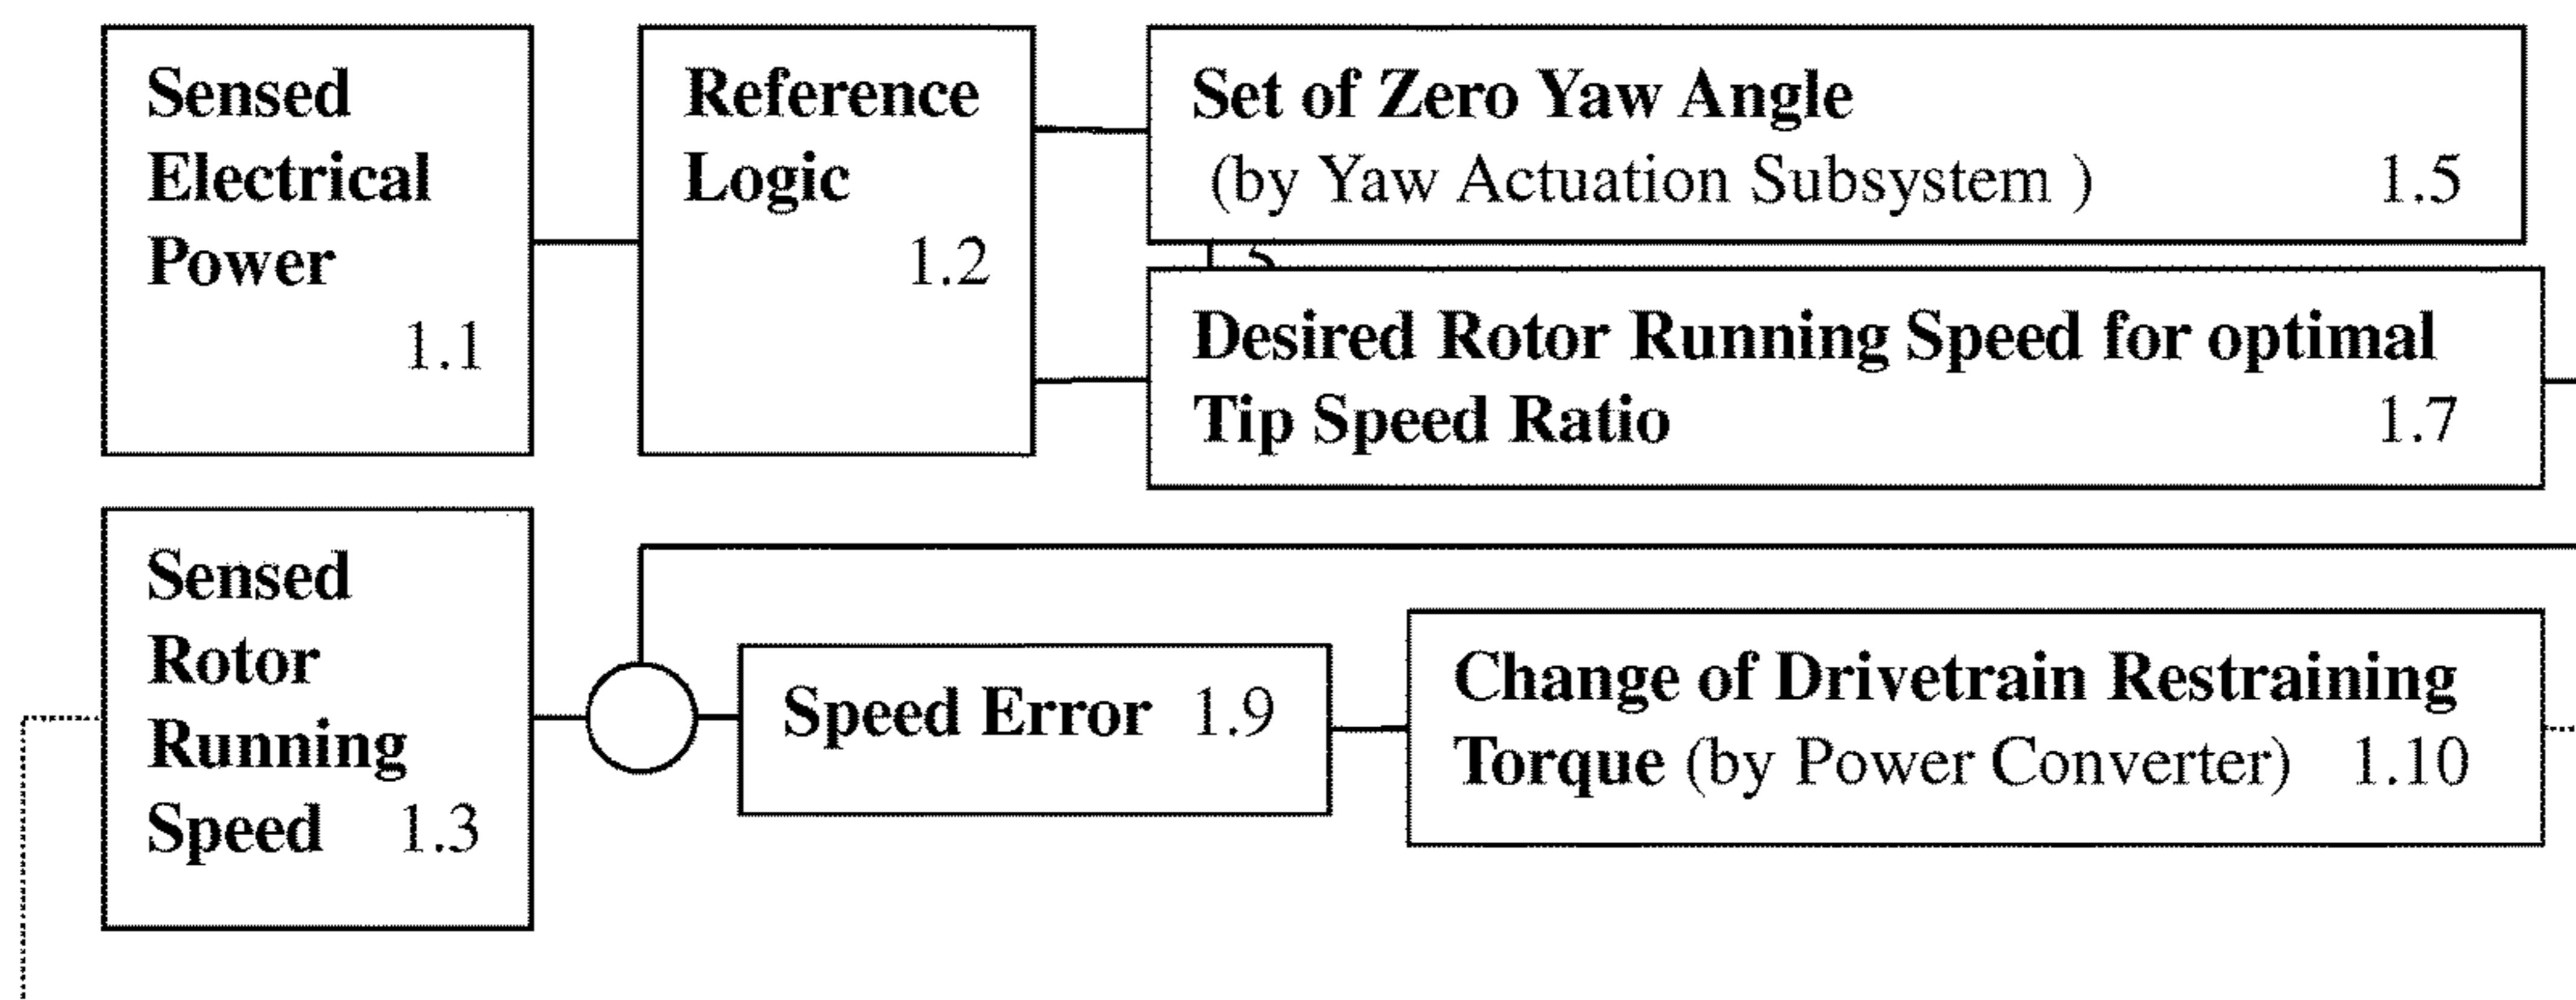 Sensed
Electrical
Power
1.1
Reference
Logic
1.2
Set of Zero Yaw Angle
(by Yaw Actuation Subsystem ) 1.5
Desired Rotor Running Speed for optimal
Tip Speed Ratio 1.7
Sensed
Rotor
Running
Speed 1.3
Speed Error 1.9
Change of Drivetrain Restraining
Torque (by Power Converter) 1.10